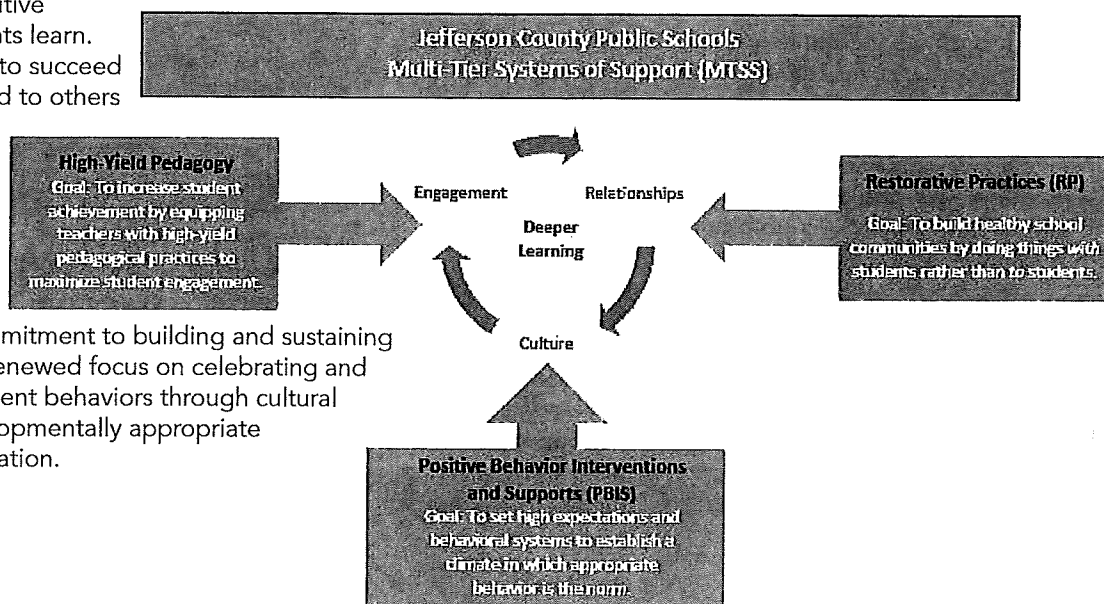 itive
nts learn.
to succeed
d to others
Jefferson County Public Schools
Multi-Tier Systems of Support (MTSS)
High-Yield Pedagogy
Goal: To increase student
achievement by equipping
teachers with high-yield
pedagogical practices to
maximize student engagement.
Engagement
Relationships
Deeper
Learning
Culture
Restorative Practices (RP)
Goal: To build healthy school
communities by doing things with
students rather than to students.
mitment to building and sustaining
enewed focus on celebrating and
ent behaviors through cultural
opmentally appropriate
ation.
Positive Behavior Interventions
and Supports (PBIS)
Goal: To set high expectations and
behavioral systems to establish a
climate in which appropriate
behavior is the norm.